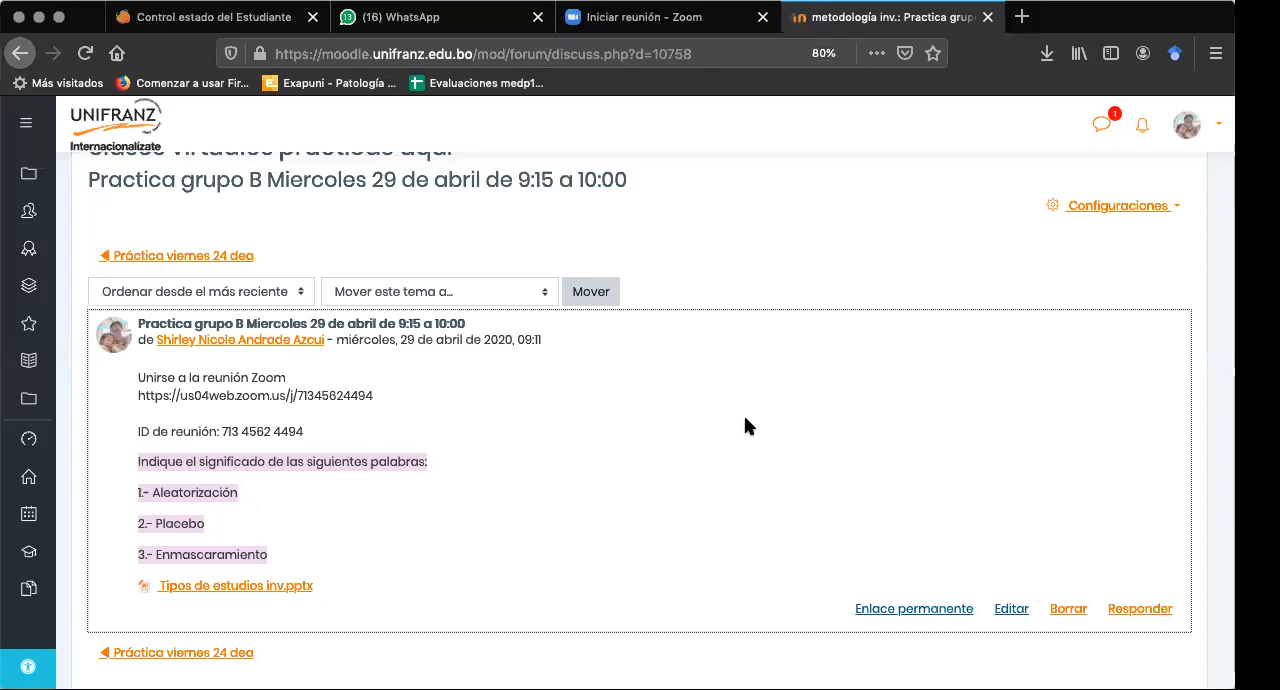 Control estado del Estudiante
(16) WhatsApp
Iniciar reunión - Zoom
metodología inv.: Practica grup
https://moodle.unifranz.edu.bo/mod/forum/discuss.php?d=10758
80%
Más visitados
Comenzar a usar Fir...
Exapuni - Patología ...
Evaluaciones medp1...
UNIFRANZ
Internacionalízate
1
Clases virtuales prácticas aquí
Practica grupo B Miercoles 29 de abril de 9:15 a 10:00
Configuraciones
◀ Práctica viernes 24 dea
Ordenar desde el más reciente
Mover este tema a...
Mover
Practica grupo B Miercoles 29 de abril de 9:15 a 10:00
de Shirley Nicole Andrade Azcui - miércoles, 29 de abril de 2020, 09:11
Unirse a la reunión Zoom
https://us04web.zoom.us/j/71345624494
ID de reunión: 713 4562 4494
Indique el significado de las siguientes palabras:
1.- Aleatorización
2.- Placebo
3.- Enmascaramiento
Tipos de estudios inv.pptx
Enlace permanente
Editar
Borrar
Responder
◀ Práctica viernes 24 dea